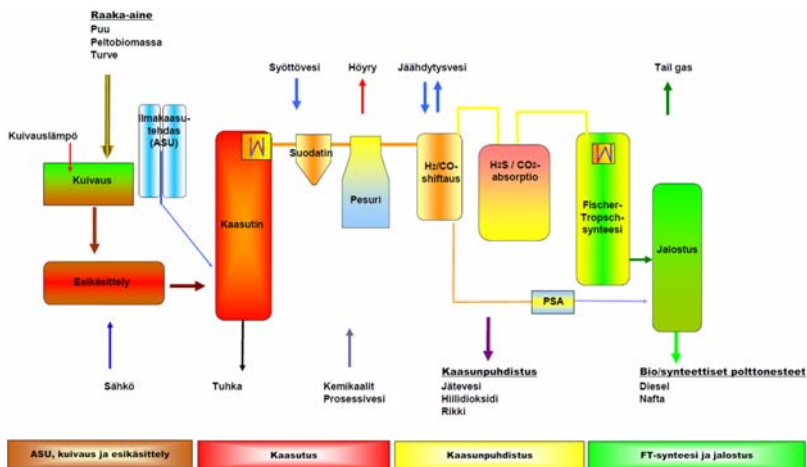 Raaka-aine
Puu
Peltobiomassa
Turve
Syöttövesi
Höyry
Jäähdytysvesi
Tail gas
Kuivauslämpö
Ilmakaasu-
tehdas
(ASU)
Kuivaus
Kaasutin
Suodatin
Pesuri
H2/CO-
shiftaus
H2S / CO2-
absorptio
Fischer-
Tropsch-
synteesi
Jalostus
Esikäsittely
PSA
Sähkö
Tuhka
Kemikaalit
Prosessivesi
Kaasunpuhdistus
Jätevesi
Hiilidioksidi
Rikki
Bio/synteettiset polttonesteet
Diesel
Nafta
ASU, kuivaus ja esikäsittely
Kaasutus
Kaasunpuhdistus
FT-synteesi ja jalostus